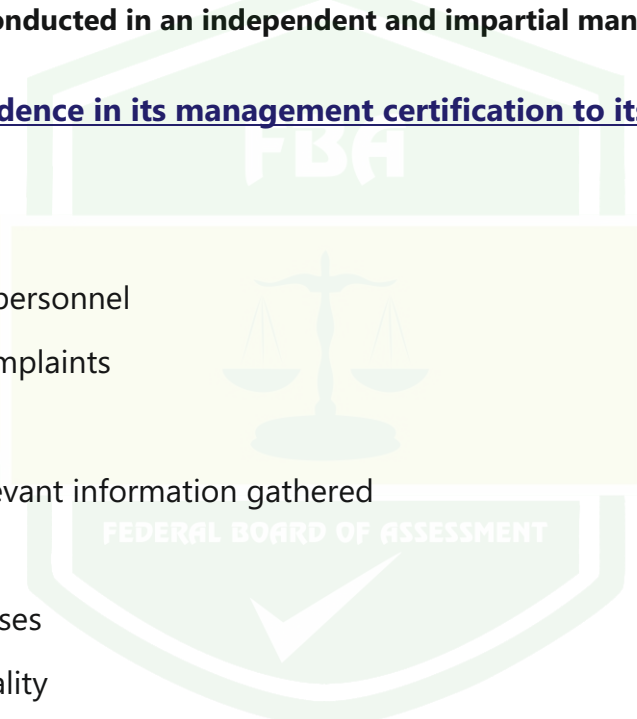 onducted in an independent and impartial man
dence in its management certification to its
FBA
personnel
mplaints
evant information gathered
FEDERAL BOARD OF ASSESSMENT
ses
ality